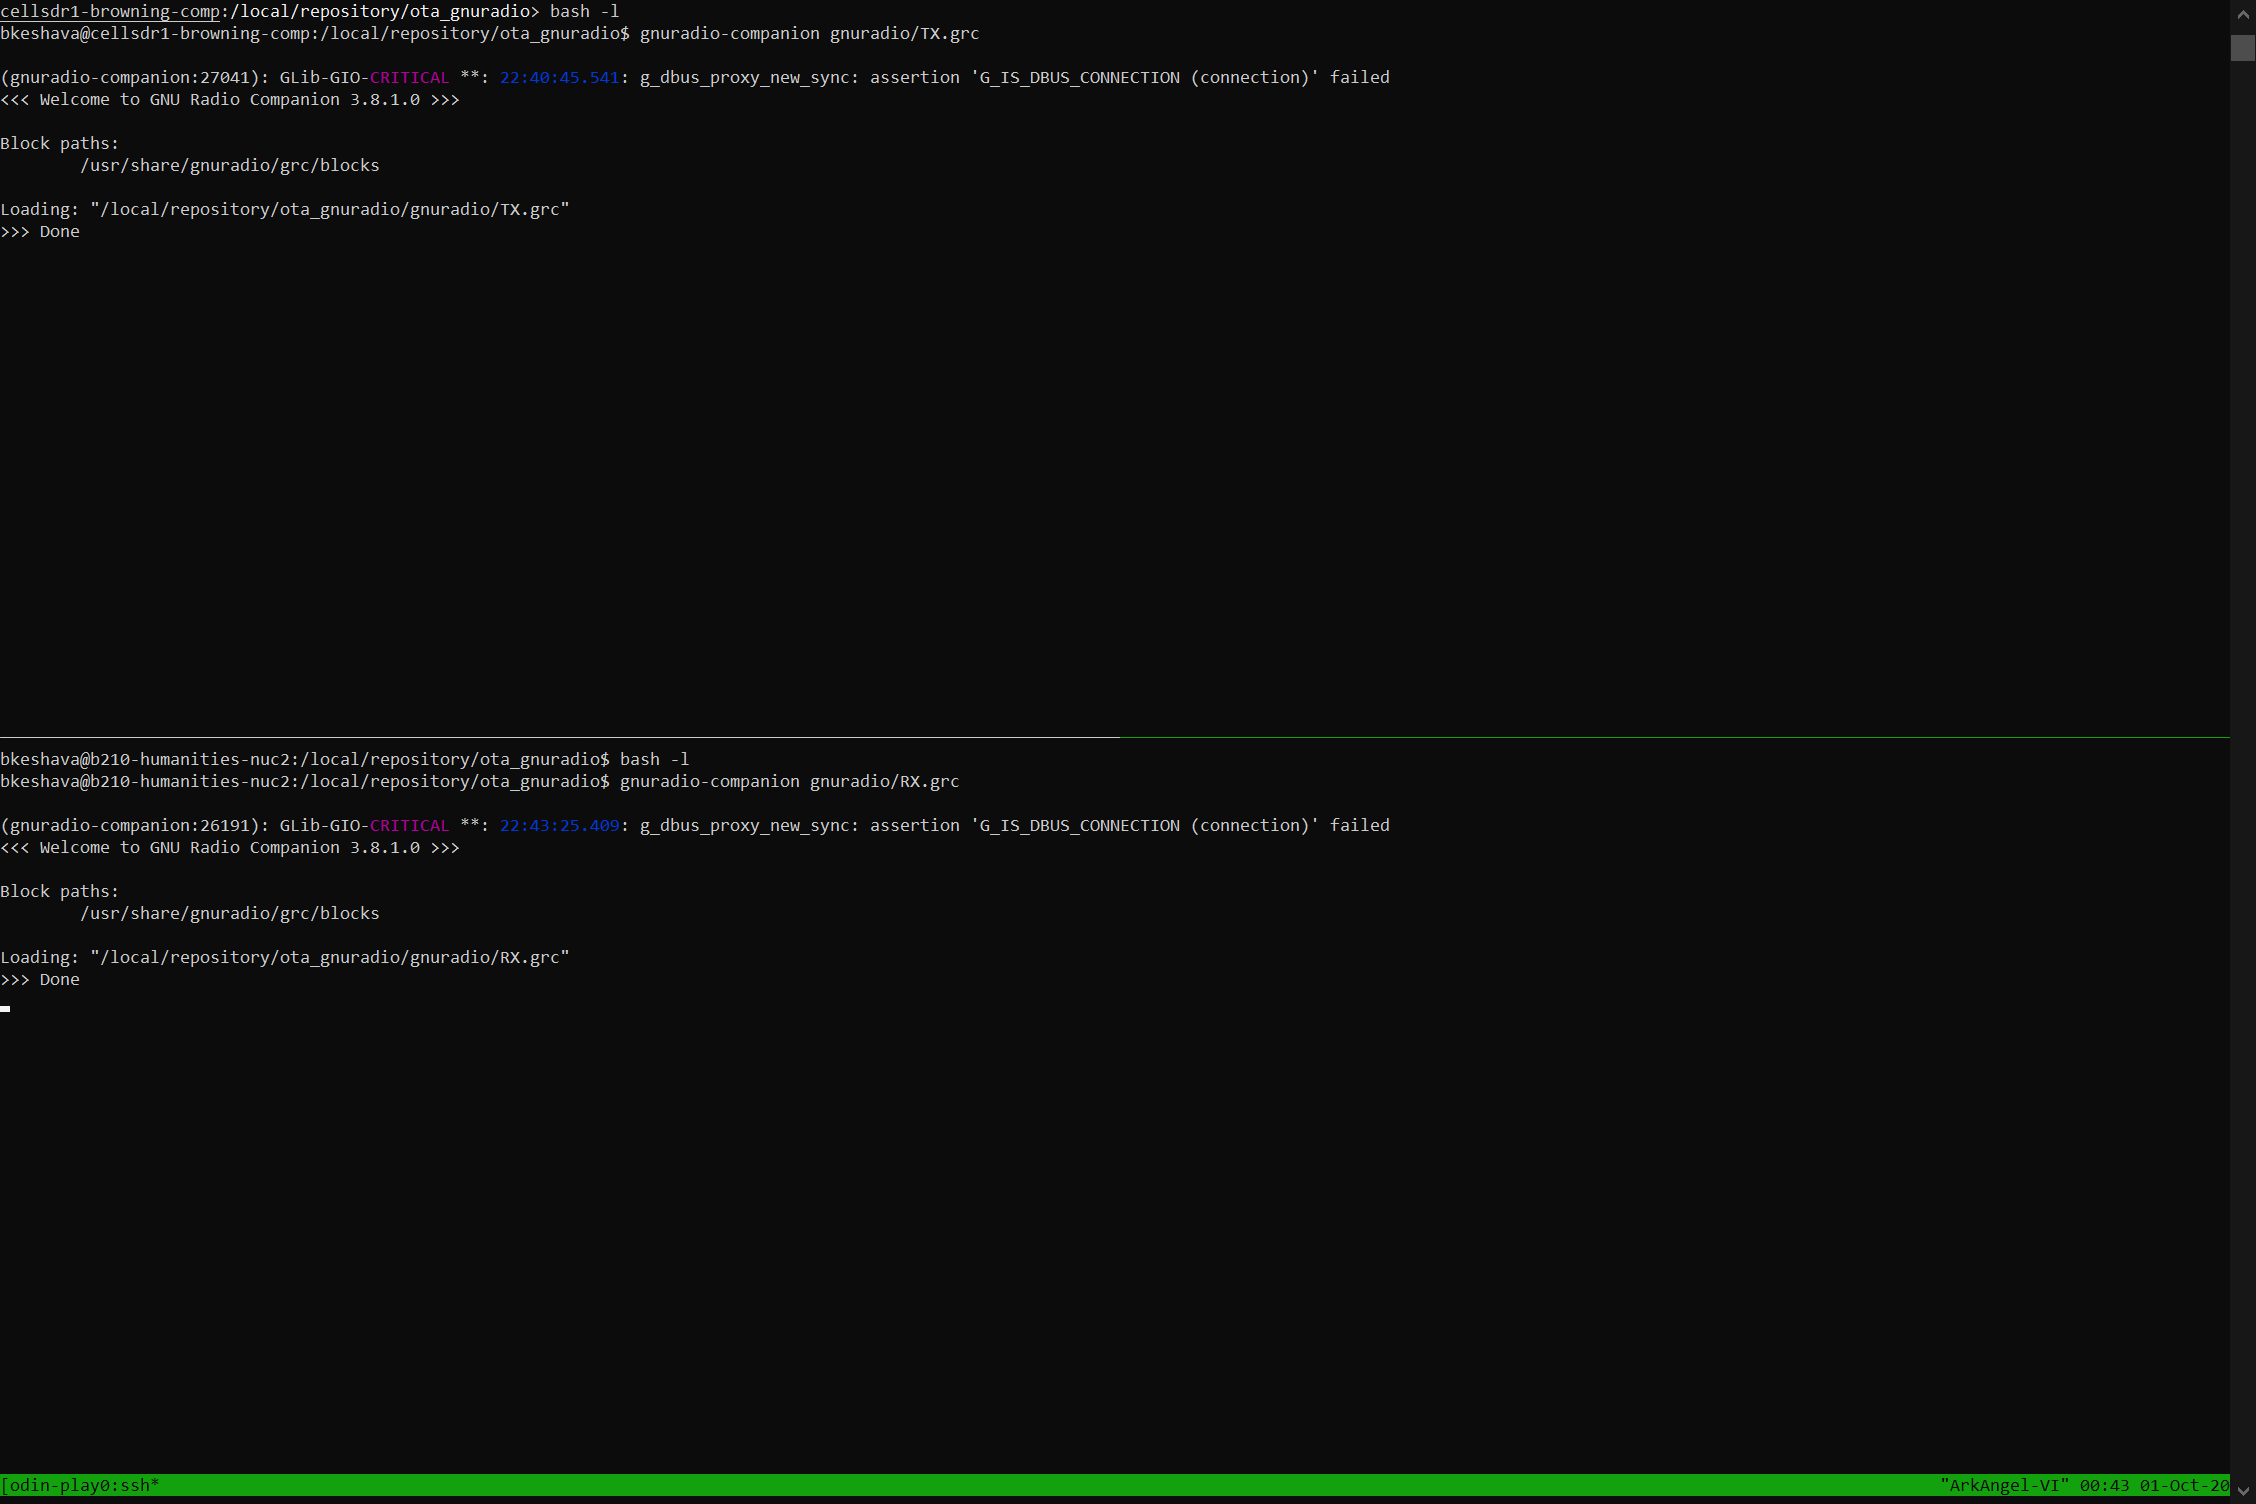 cellsdr1-browning-comp:/local/repository/ota_gnuradio> bash -l
bkeshava@cellsdr1-browning-comp:/local/repository/ota_gnuradio$ gnuradio-companion gnuradio/TX.grc
(gnuradio-companion:27041): GLib-GIO-CRITICAL **: 22:40:45.541: g_dbus_proxy_new_sync: assertion 'G_IS_DBUS_CONNECTION (connection)' failed
<<< Welcome to GNU Radio Companion 3.8.1.0 >>>
Block paths:
/usr/share/gnuradio/grc/blocks
Loading: "/local/repository/ota_gnuradio/gnuradio/TX.grc"
>>> Done
bkeshava@b210-humanities-nuc2:/local/repository/ota_gnuradio$ bash -l
bkeshava@b210-humanities-nuc2:/local/repository/ota_gnuradio$ gnuradio-companion gnuradio/RX.grc
(gnuradio-companion:26191): GLib-GIO-CRITICAL **: 22:43:25.409: g_dbus_proxy_new_sync: assertion 'G_IS_DBUS_CONNECTION (connection)' failed
<<< Welcome to GNU Radio Companion 3.8.1.0 >>>
Block paths:
/usr/share/gnuradio/grc/blocks
Loading: "/local/repository/ota_gnuradio/gnuradio/RX.grc"
>>> Done
[odin-play0:ssh* "ArkAngel-VI" 00:43 01-Oct-20